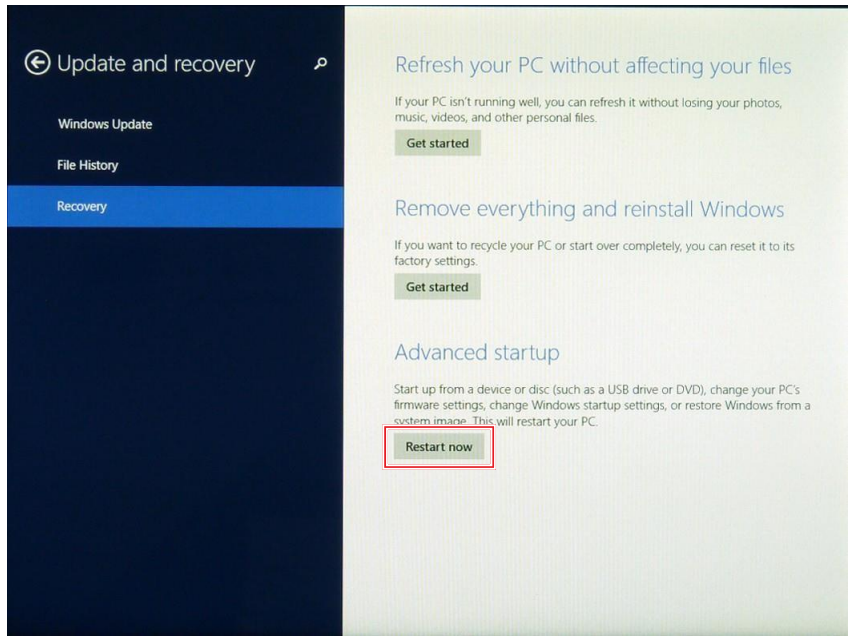 Update and recovery
Windows Update
File History
Recovery
Refresh your PC without affecting your files
If your PC isn't running well, you can refresh it without losing your photos,
music, videos, and other personal files.
Get started
Remove everything and reinstall Windows
If you want to recycle your PC or start over completely, you can reset it to its
factory settings.
Get started
Advanced startup
Start up from a device or disc (such as a USB drive or DVD), change your PC's
firmware settings, change Windows startup settings, or restore Windows from a
system image. This will restart your PC.
Restart now